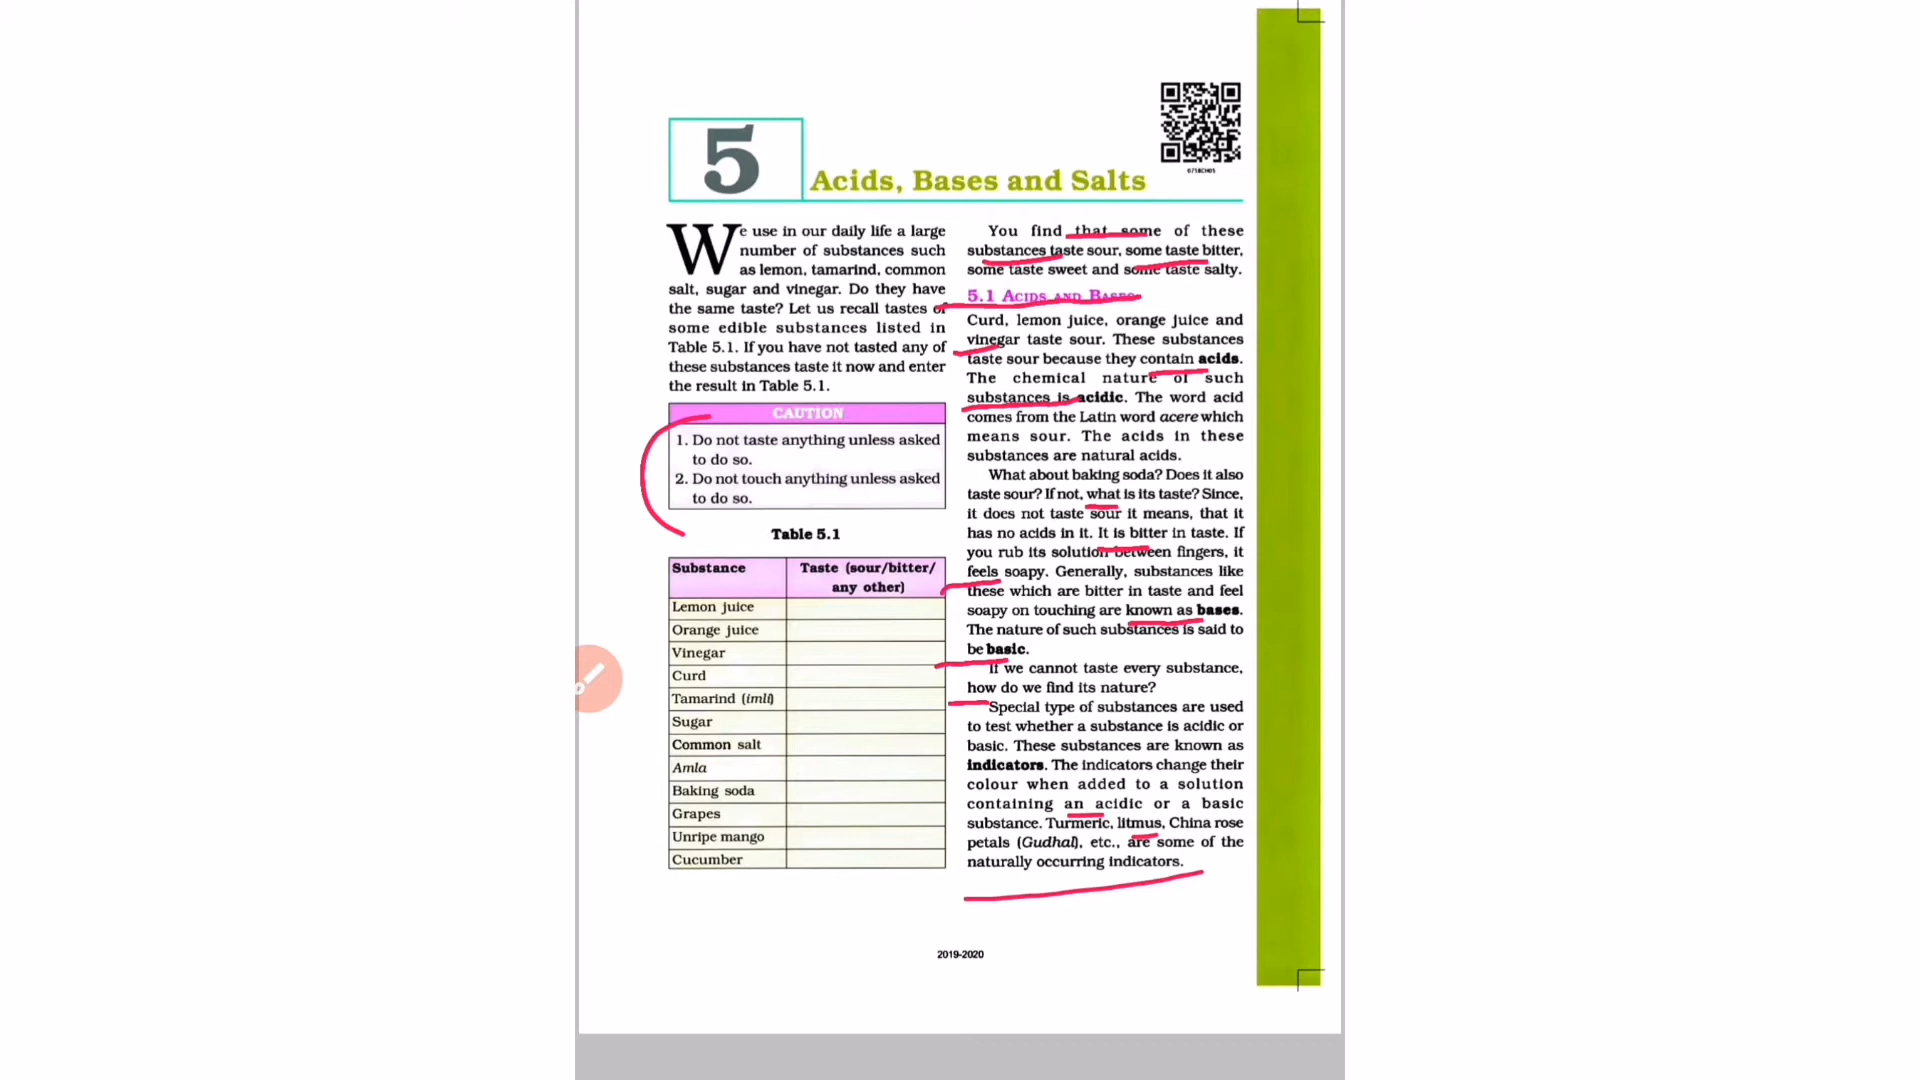 5
Acids, Bases and Salts
0758CH05
We use in our daily life a large
number of substances such
as lemon, tamarind, common
salt, sugar and vinegar. Do they have
the same taste? Let us recall tastes of
some edible substances listed in
Table 5.1. If you have not tasted any of
these substances taste it now and enter
the result in Table 5.1.
CAUTION
1. Do not taste anything unless asked
to do so.
2. Do not touch anything unless asked
to do so.
Table 5.1
Substance Taste (sour/bitter/
any other)
Lemon juice
Orange juice
Vinegar
Curd
Tamarind (imli)
Sugar
Common salt
Amla
Baking soda
Grapes
Unripe mango
Cucumber
You find that some of these
substances taste sour, some taste bitter,
some taste sweet and some taste salty.
5.1 ACIDS AND BASES
Curd, lemon juice, orange juice and
vinegar taste sour. These substances
taste sour because they contain acids.
The chemical nature of such
substances is acidic. The word acid
comes from the Latin word acere which
means sour. The acids in these
substances are natural acids.
What about baking soda? Does it also
taste sour? If not, what is its taste? Since,
it does not taste sour it means, that it
has no acids in it. It is bitter in taste. If
you rub its solution between fingers, it
feels soapy. Generally, substances like
these which are bitter in taste and feel
soapy on touching are known as bases.
The nature of such substances is said to
be basic.
If we cannot taste every substance,
how do we find its nature?
Special type of substances are used
to test whether a substance is acidic or
basic. These substances are known as
indicators. The indicators change their
colour when added to a solution
containing an acidic or a basic
substance. Turmeric, litmus, China rose
petals (Gudhal), etc., are some of the
naturally occurring indicators.
2019-2020